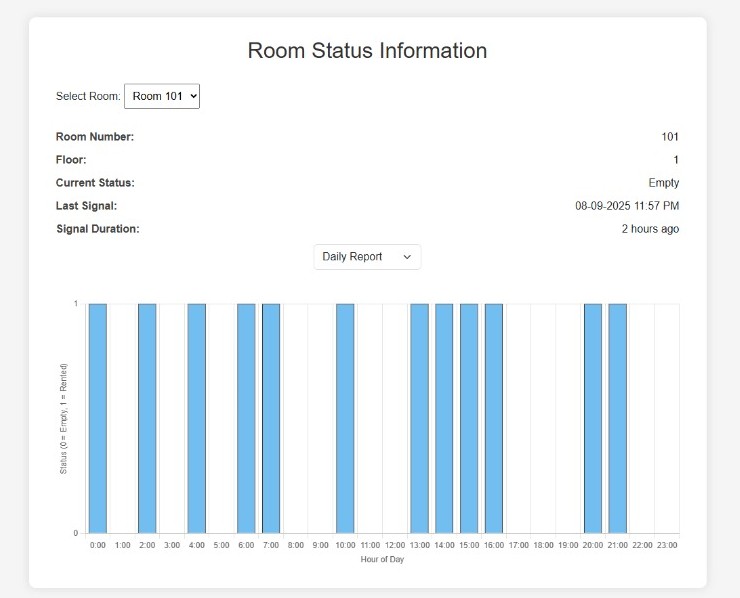 Room Status Information
Select Room: Room 101
Room Number: 101
Floor: 1
Current Status: Empty
Last Signal: 08-09-2025 11:57 PM
Signal Duration: 2 hours ago
Daily Report
1
Status (0 = Empty, 1 = Rented)
0
0:00 1:00 2:00 3:00 4:00 5:00 6:00 7:00 8:00 9:00 10:00 11:00 12:00 13:00 14:00 15:00 16:00 17:00 18:00 19:00 20:00 21:00 22:00 23:00
Hour of Day